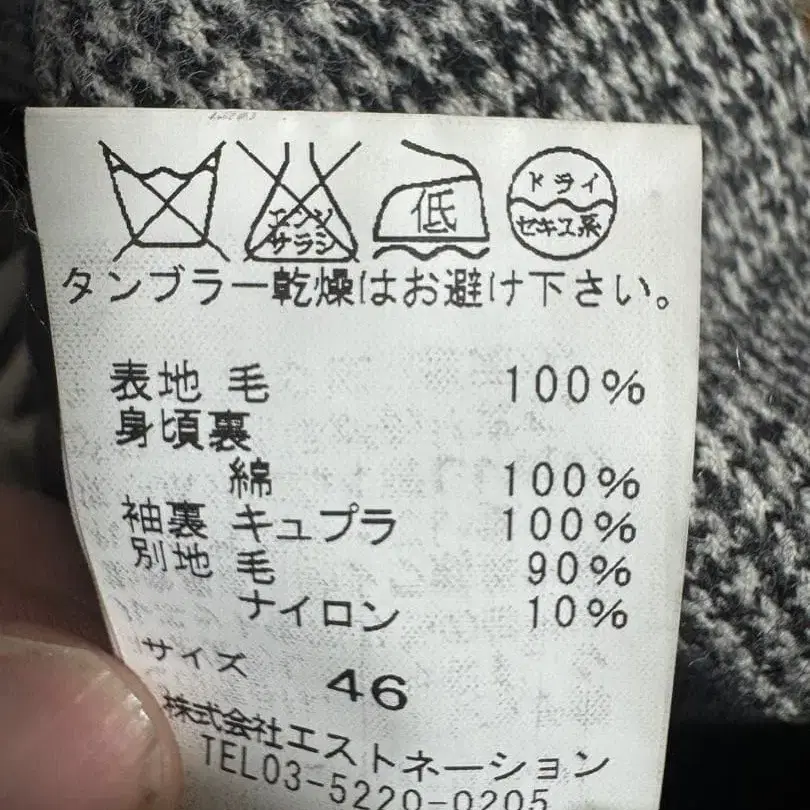 エンソ サラシ
低
ドライ
セキユ系
タンブラー乾燥はお避け下さい。
表地 毛 100%
身頃裏
綿 100%
袖裏 キュプラ 100%
別地 毛 90%
ナイロン 10%
サイズ 46
株式会社エストネーション
TEL03-5220-0205